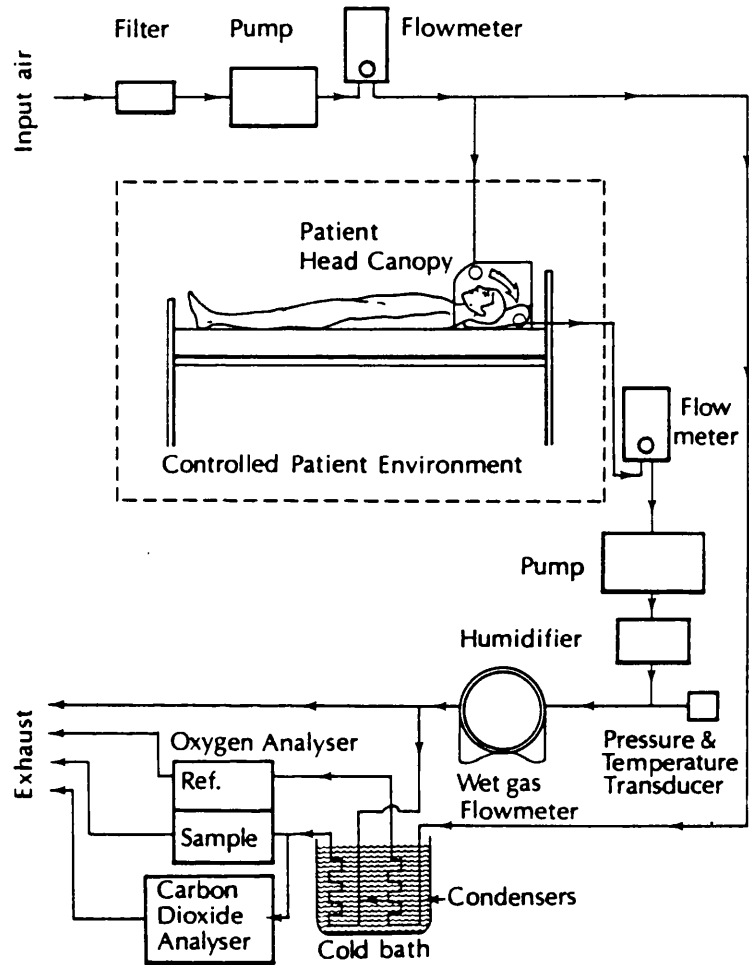 Filter
Pump
Flowmeter
Input air
Patient
Head Canopy
Controlled Patient Environment
Flow
meter
Pump
Humidifier
Pressure &
Temperature
Transducer
Wet gas
Flowmeter
Exhaust
Oxygen Analyser
Ref.
Sample
Carbon
Dioxide
Analyser
Condensers
Cold bath